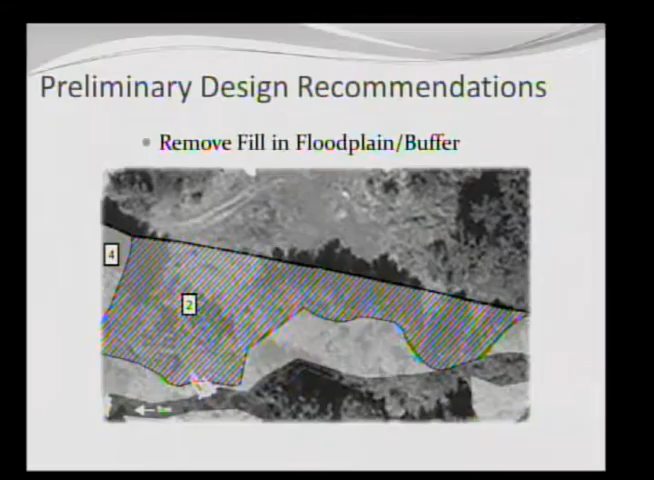 Preliminary Design Recommendations
Remove Fill in Floodplain/Buffer
4
2